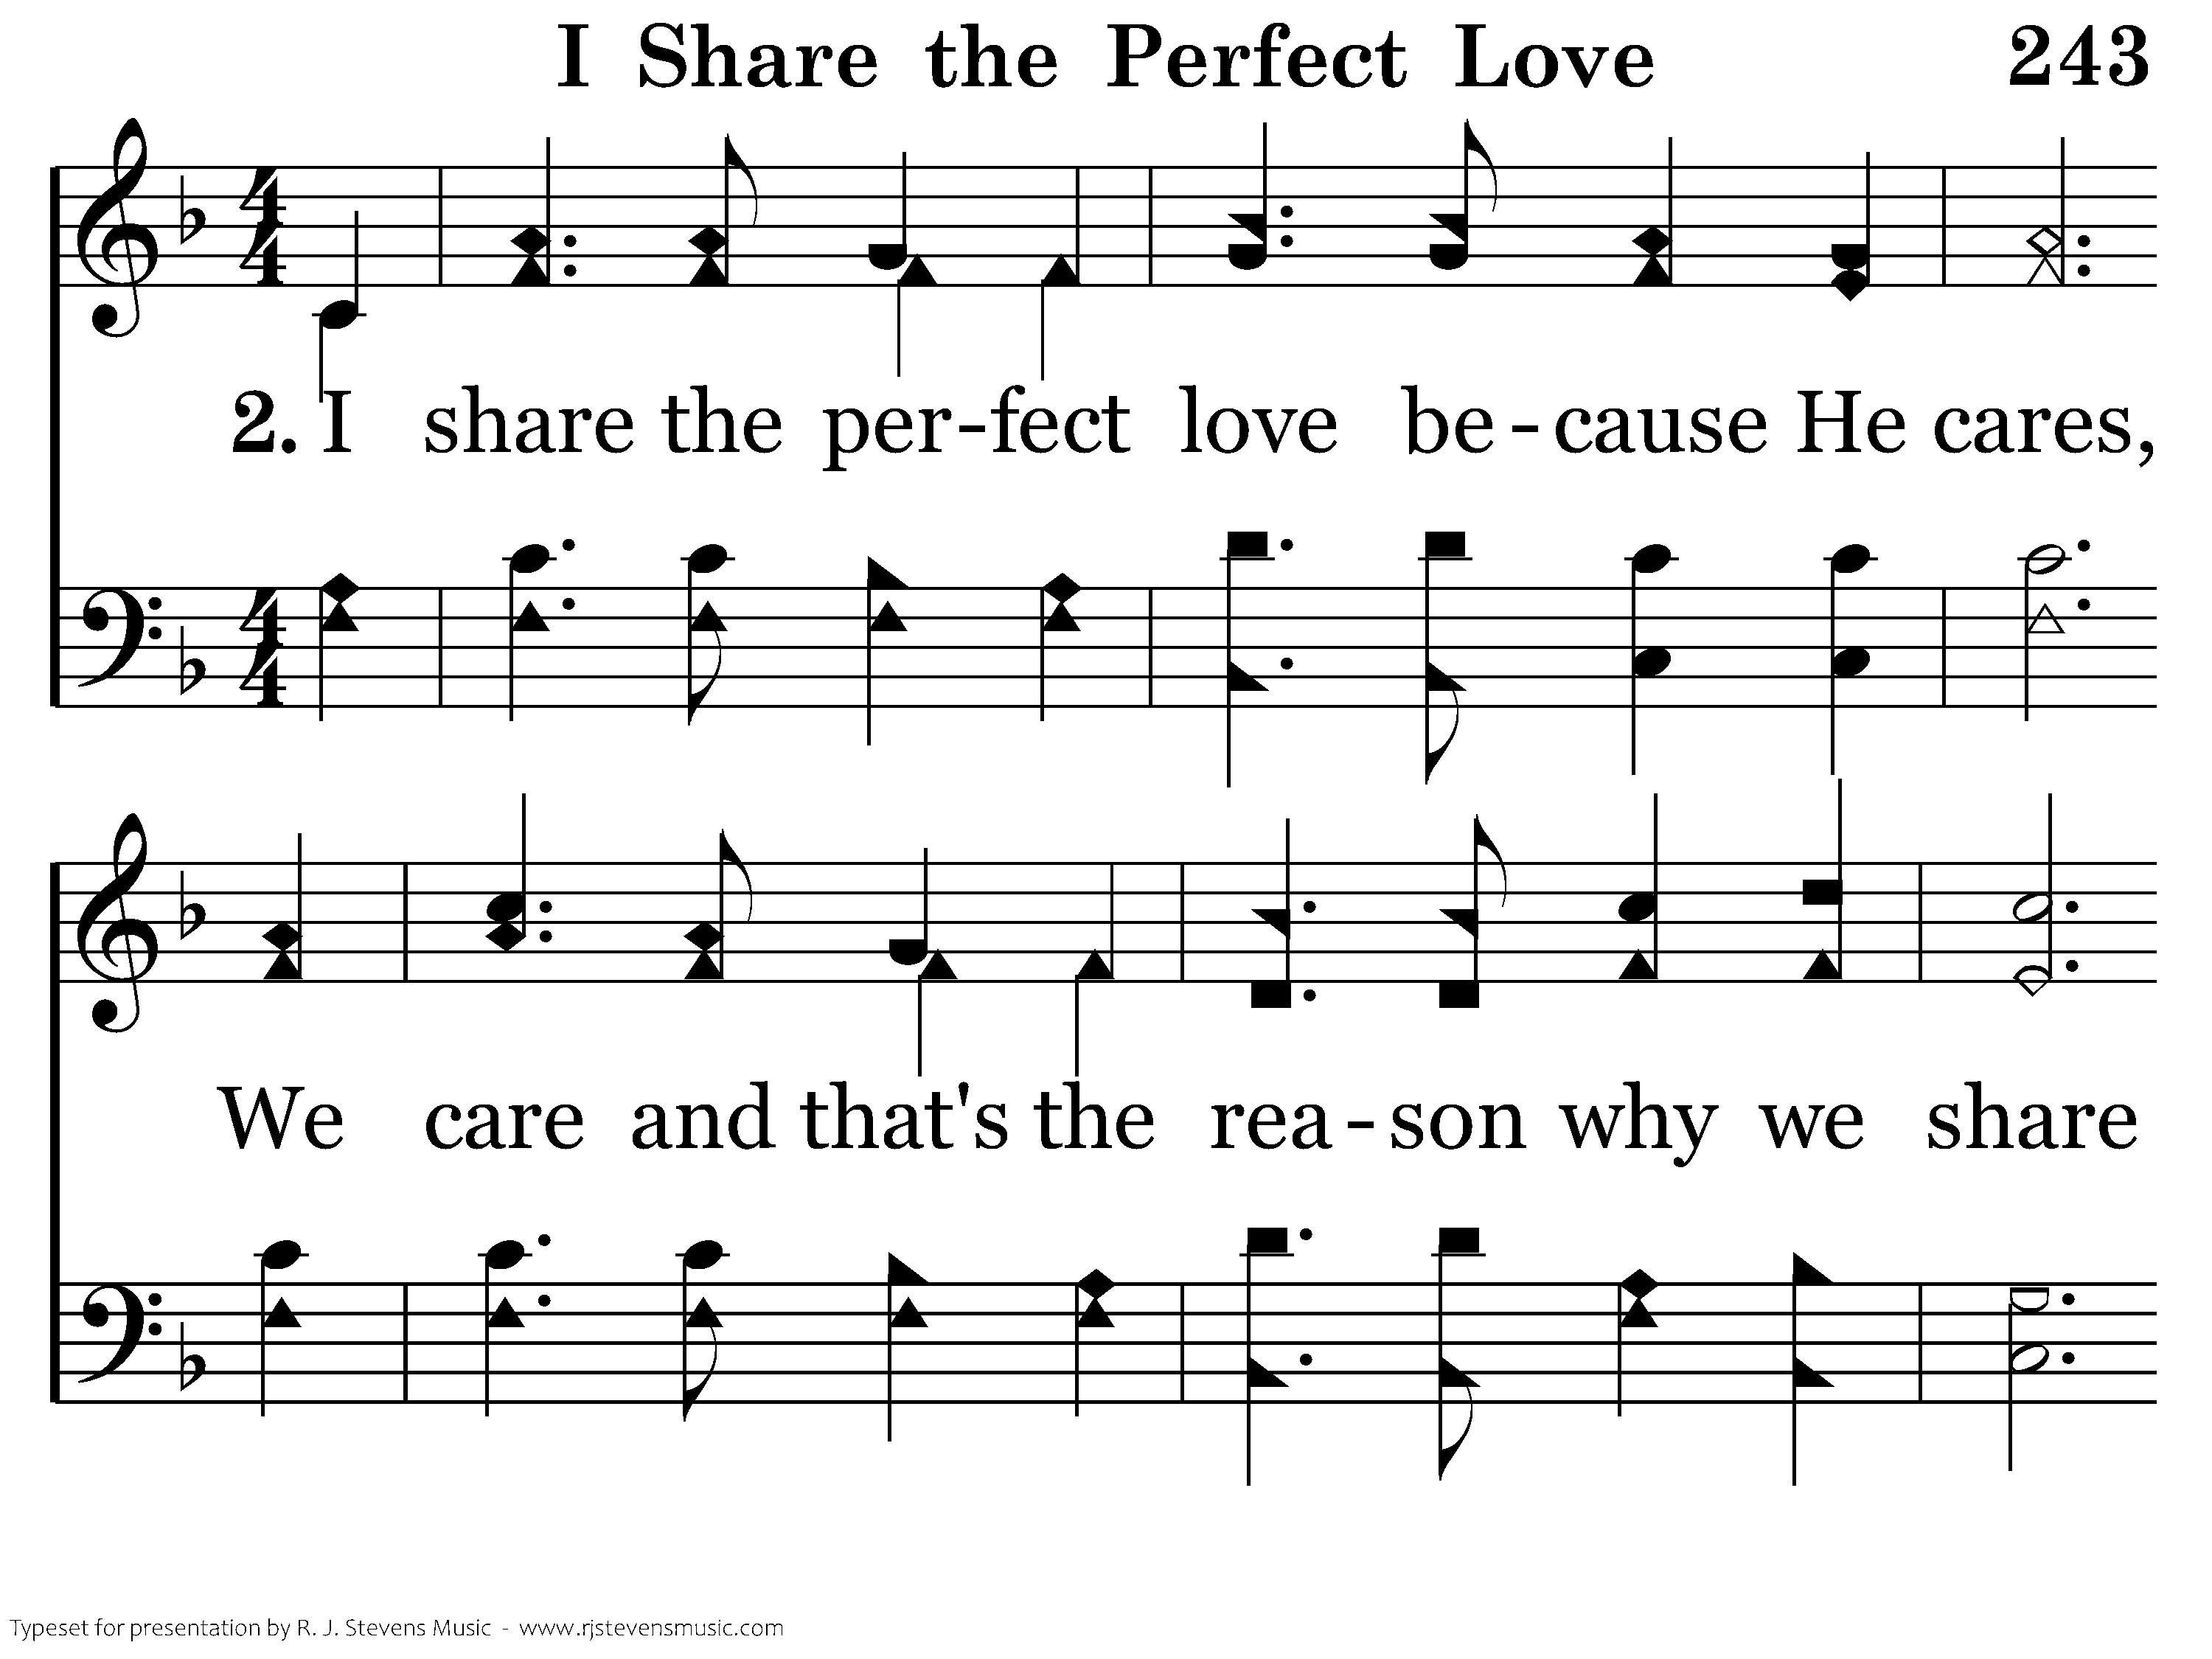 I Share the Perfect Love 243
2. I share the per-fect love be-cause He cares,
We care and that's the rea-son why we share
Typeset for presentation by R. J. Stevens Music - www.rjstevensmusic.com